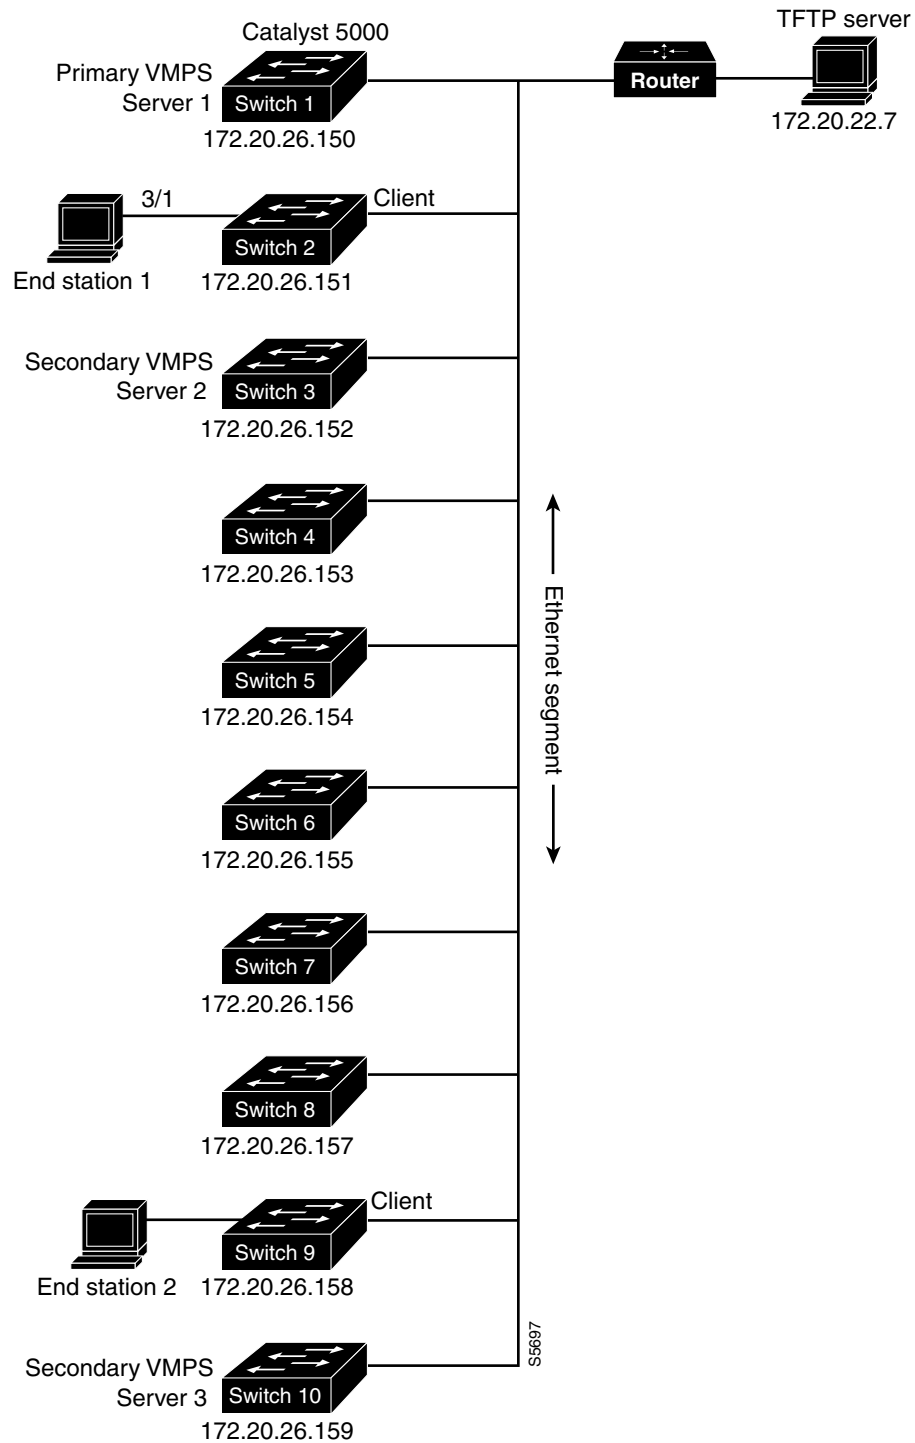 Catalyst 5000
TFTP server
Primary VMPS
Server 1
Switch 1
172.20.26.150
Router
172.20.22.7
3/1
Client
Switch 2
End station 1
172.20.26.151
Secondary VMPS
Server 2
Switch 3
172.20.26.152
Switch 4
172.20.26.153
Ethernet segment
Switch 5
172.20.26.154
Switch 6
172.20.26.155
Switch 7
172.20.26.156
Switch 8
172.20.26.157
Client
Switch 9
End station 2
172.20.26.158
S5697
Secondary VMPS
Server 3
Switch 10
172.20.26.159